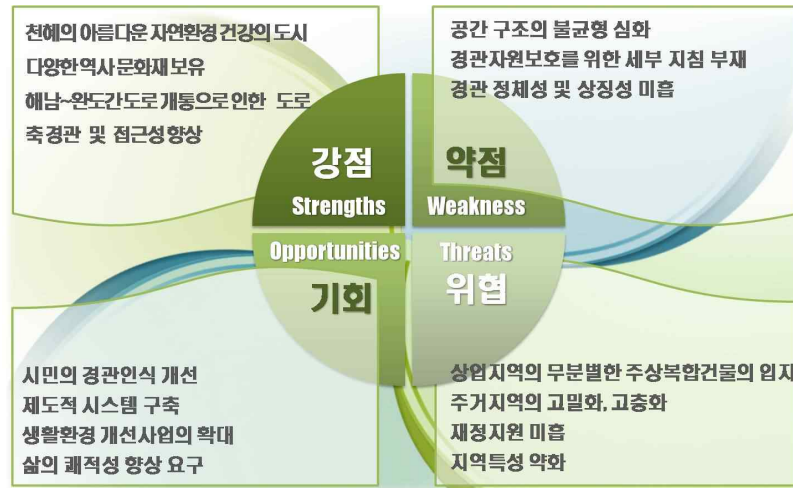 천혜의 아름다운 자연환경 건강의 도시
다양한 역사 문화재 보유
해남~완도간 도로 개통으로 인한 도로
축경관 및 접근성 향상
공간 구조의 불균형 심화
경관자원보호를 위한 세부 지침 부재
경관 정체성 및 상징성 미흡
강점
Strengths
약점
Weakness
Opportunities
기회
Threats
위협
시민의 경관인식 개선
제도적 시스템 구축
생활환경 개선사업의 확대
삶의 쾌적성 향상 요구
상업지역의 무분별한 주상복합건물의 입지
주거지역의 고밀화, 고층화
재정지원 미흡
지역특성 약화